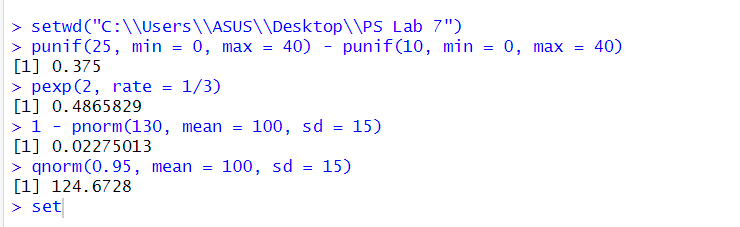 > setwd("C:\\Users\\ASUS\\Desktop\\PS Lab 7")
> punif(25, min = 0, max = 40) - punif(10, min = 0, max = 40)
[1] 0.375
> pexp(2, rate = 1/3)
[1] 0.4865829
> 1 - pnorm(130, mean = 100, sd = 15)
[1] 0.02275013
> qnorm(0.95, mean = 100, sd = 15)
[1] 124.6728
> set